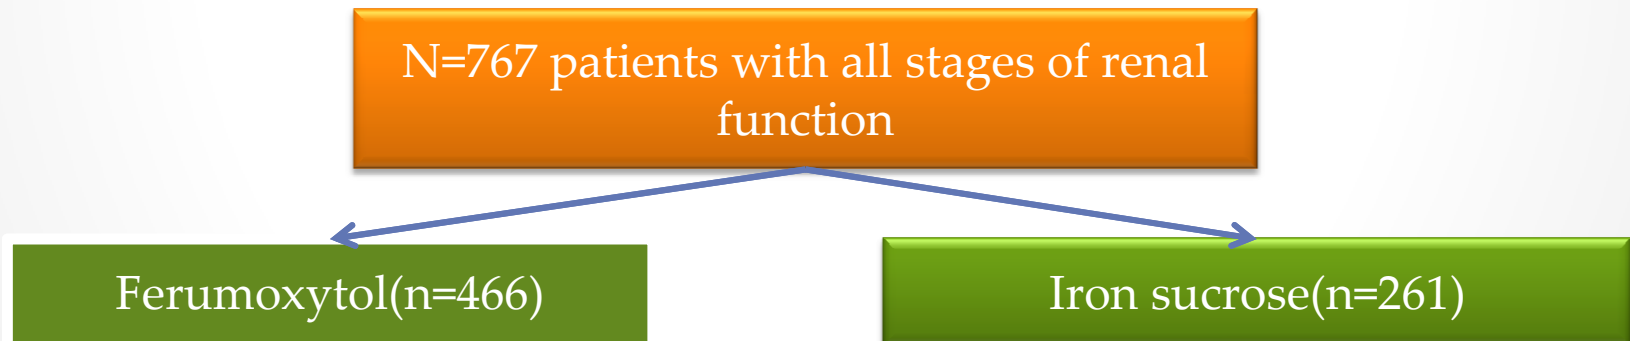 N=767 patients with all stages of renal
function
Ferumoxytol(n=466)
Iron sucrose(n=261)